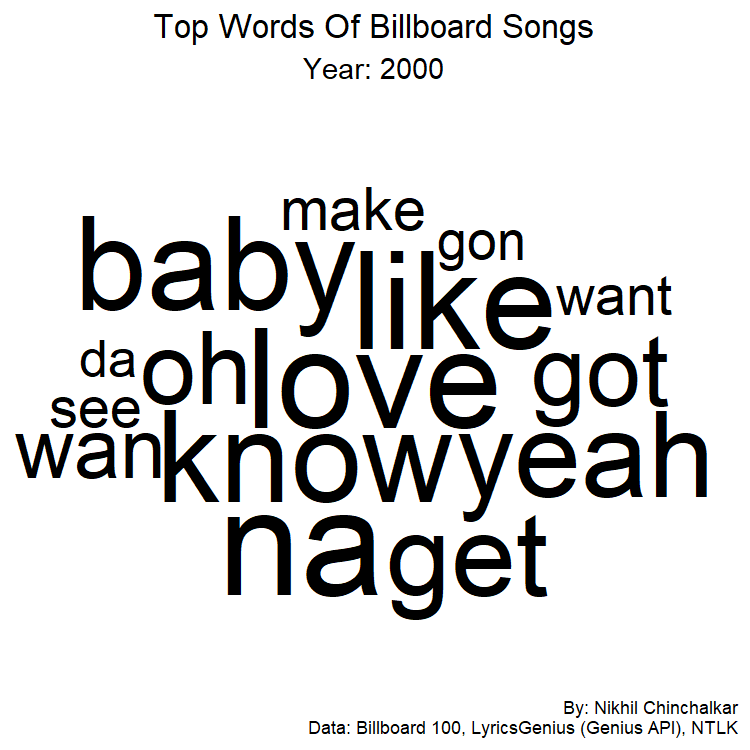 Top Words Of Billboard Songs
Year: 2000
make
gon
baby
like
want
da
oh
love
got
see
wan
know
yeah
na
get
By: Nikhil Chinchalkar
Data: Billboard 100, LyricsGenius (Genius API), NTLK